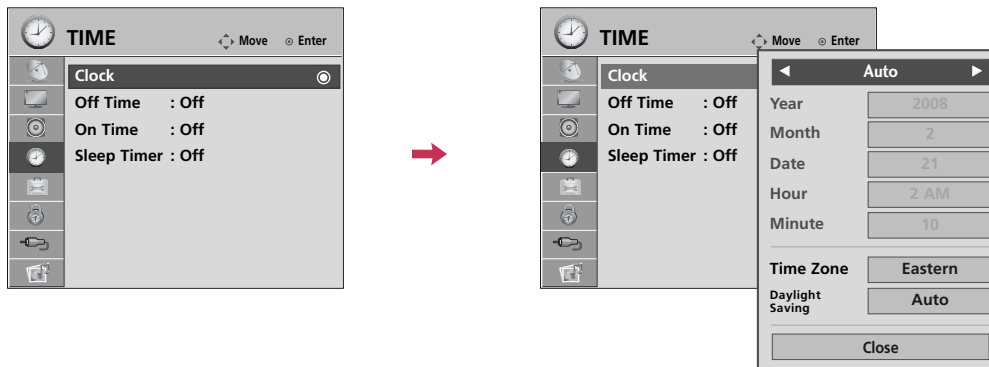 TIME
Move Enter
Clock
Off Time : Off
On Time : Off
Sleep Timer : Off
TIME
Move Enter
Clock
Off Time : Off
On Time : Off
Sleep Timer : Off
Auto
Year 2008
Month 2
Date 21
Hour 2 AM
Minute 10
Time Zone Eastern
Daylight
Saving Auto
Close